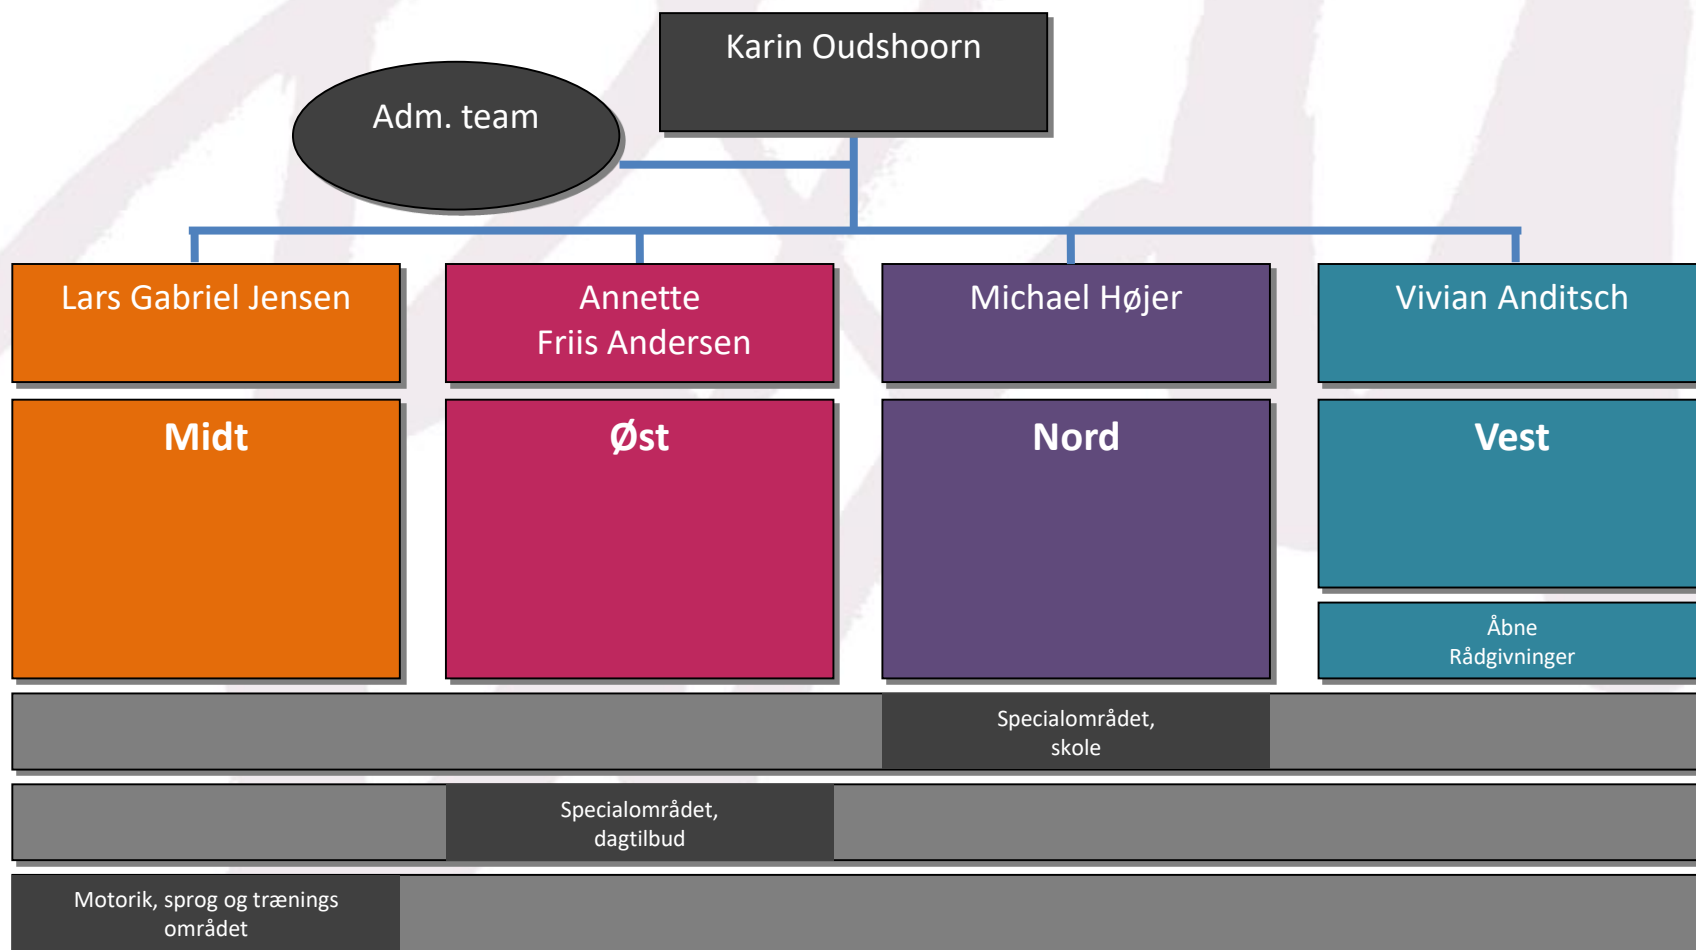 Karin Oudshoorn
Adm. team
Lars Gabriel Jensen
Annette
Friis Andersen
Michael Højer
Vivian Anditsch
Midt
Øst
Nord
Vest
Åbne
Rådgivninger
Specialområdet,
skole
Specialområdet,
dagtilbud
Motorik, sprog og trænings
området